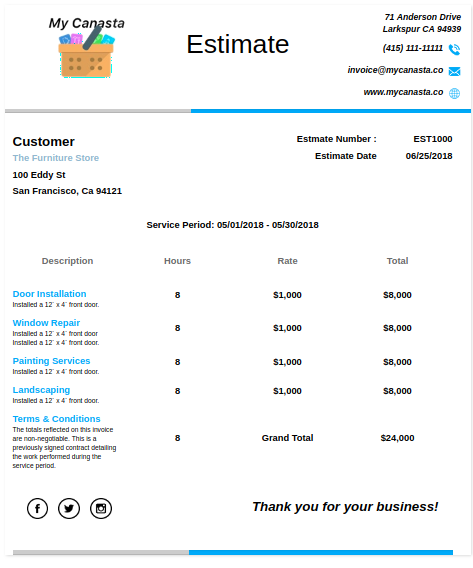 My Canasta
Estimate
71 Anderson Drive
Larkspur CA 94939
(415) 111-11111
invoice@mycanasta.co
www.mycanasta.co
Customer
The Furniture Store
100 Eddy St
San Francisco, CA 94121
Estmate Number : EST1000
Estimate Date 06/25/2018
Service Period: 05/01/2018 - 05/30/2018
Description Hours Rate Total
Door Installation 8 $1,000 $8,000
Installed a 12` x 4` front door.
Window Repair 8 $1,000 $8,000
Installed a 12` x 4` front door
Installed a 12` x 4` front door.
Painting Services 8 $1,000 $8,000
Installed a 12` x 4` front door.
Landscaping 8 $1,000 $8,000
Installed a 12` x 4` front door.
Terms & Conditions
The totals reflected on this invoice
are non-negotiable. This is a
previously signed contract detailing
the work performed during the
service period.
8 Grand Total $24,000
Thank you for your business!